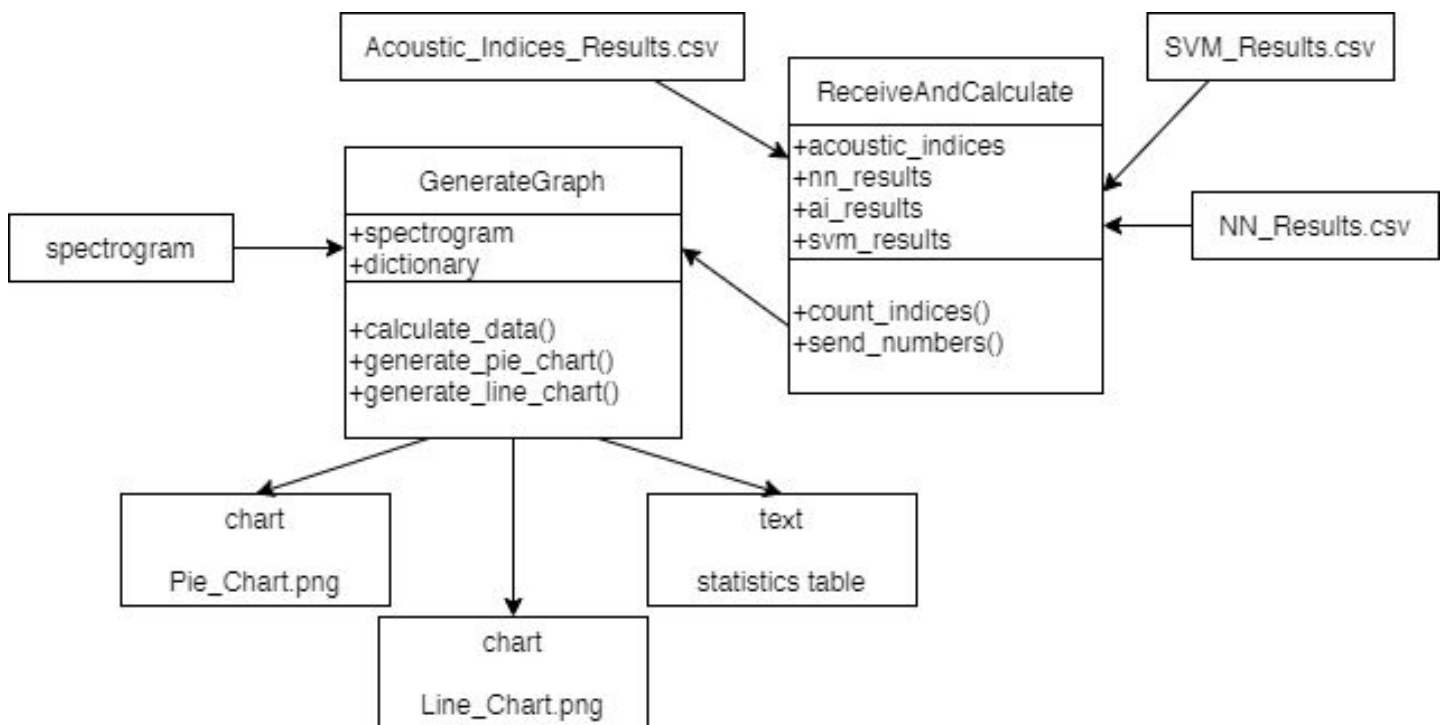 Acoustic_Indices_Results.csv
SVM_Results.csv
ReceiveAndCalculate
+acoustic_indices
+nn_results
+ai_results
+svm_results
+count_indices()
+send_numbers()
NN_Results.csv
GenerateGraph
+spectrogram
+dictionary
+calculate_data()
+generate_pie_chart()
+generate_line_chart()
spectrogram
chart
Pie_Chart.png
text
statistics table
chart
Line_Chart.png